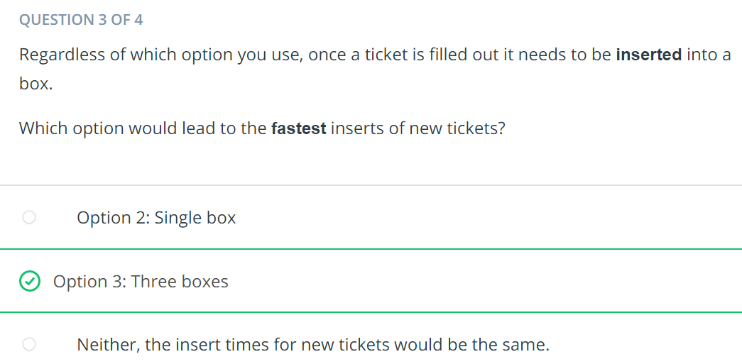 QUESTION 3 OF 4
Regardless of which option you use, once a ticket is filled out it needs to be inserted into a
box.
Which option would lead to the fastest inserts of new tickets?
Option 2: Single box
Option 3: Three boxes
Neither, the insert times for new tickets would be the same.